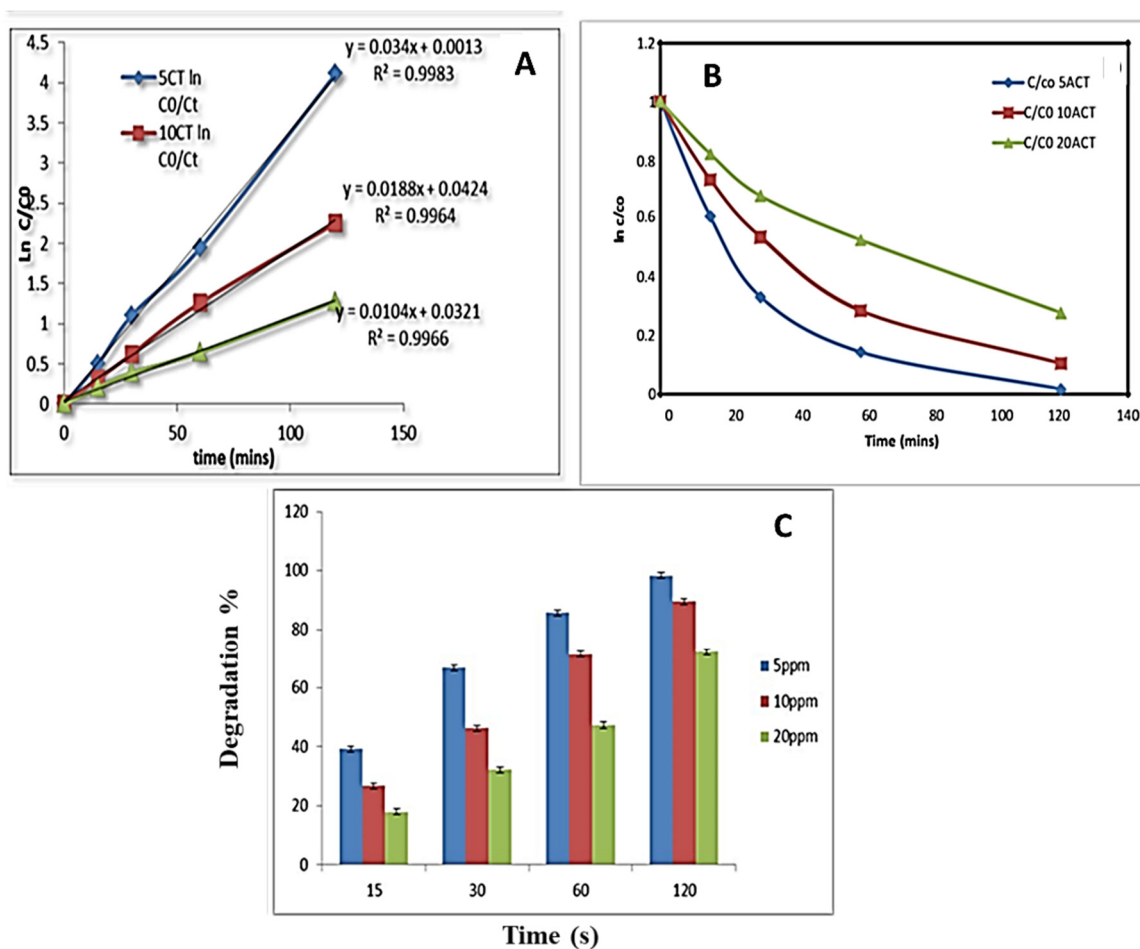 A
4.5
4
3.5
3
2.5
2
1.5
1
0.5
0
Ln C/c0
0
50
100
150
time (mins)
5CT ln
C0/Ct
10CT ln
C0/Ct
y = 0.034x + 0.0013
R² = 0.9983
y = 0.0188x + 0.0424
R² = 0.9964
y = 0.0104x + 0.0321
R² = 0.9966
B
1.2
1
0.8
0.6
0.4
0.2
0
ln c/co
0
20
40
60
80
100
120
140
Time (mins)
C/co 5ACT
C/C0 10ACT
C/C0 20ACT
C
120
100
80
60
40
20
0
Degradation %
15
30
60
120
Time (s)
5ppm
10ppm
20ppm